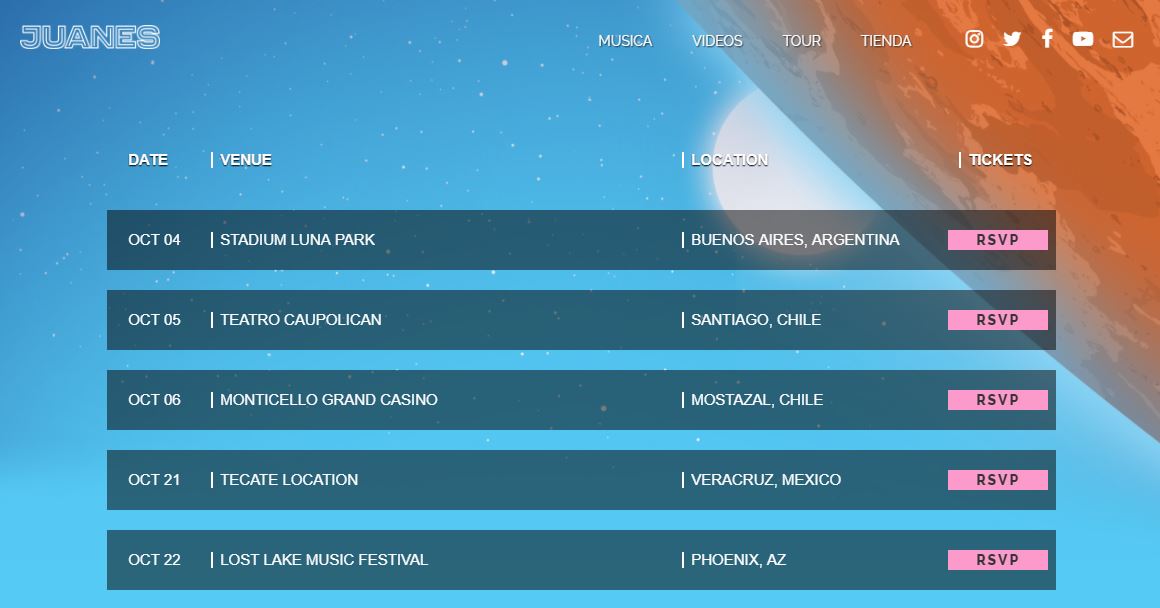 JUANES
MUSICA VIDEOS TOUR TIENDA
DATE VENUE LOCATION TICKETS
OCT 04 STADIUM LUNA PARK BUENOS AIRES, ARGENTINA RSVP
OCT 05 TEATRO CAUPOLICAN SANTIAGO, CHILE RSVP
OCT 06 MONTICELLO GRAND CASINO MOSTAZAL, CHILE RSVP
OCT 21 TECATE LOCATION VERACRUZ, MEXICO RSVP
OCT 22 LOST LAKE MUSIC FESTIVAL PHOENIX, AZ RSVP